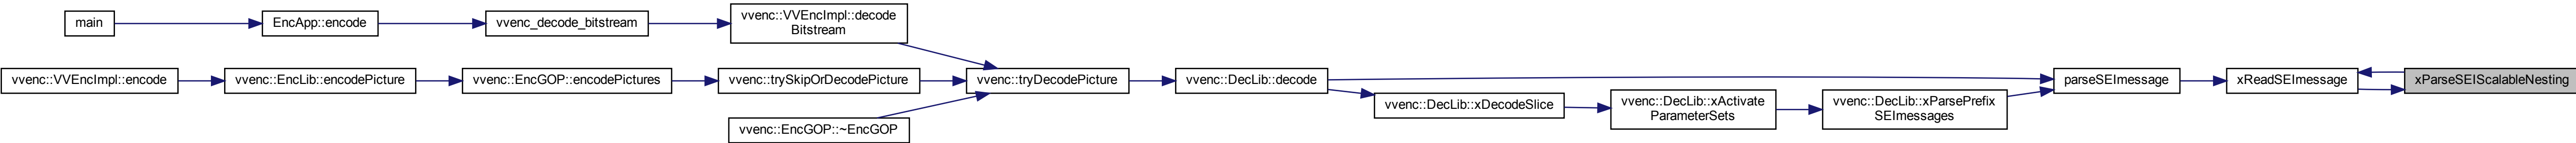 main
EncApp::encode
vvenc_decode_bitstream
vvenc::VVEncImpl::decode
Bitstream
vvenc::VVEncImpl::encode
vvenc::EncLib::encodePicture
vvenc::EncGOP::encodePictures
vvenc::trySkipOrDecodePicture
vvenc::tryDecodePicture
vvenc::DecLib::decode
vvenc::EncGOP::~EncGOP
vvenc::DecLib::xDecodeSlice
vvenc::DecLib::xActivate
ParameterSets
vvenc::DecLib::xParsePrefix
SEImessages
parseSEImessage
xReadSEImessage
xParseSEIScalableNesting